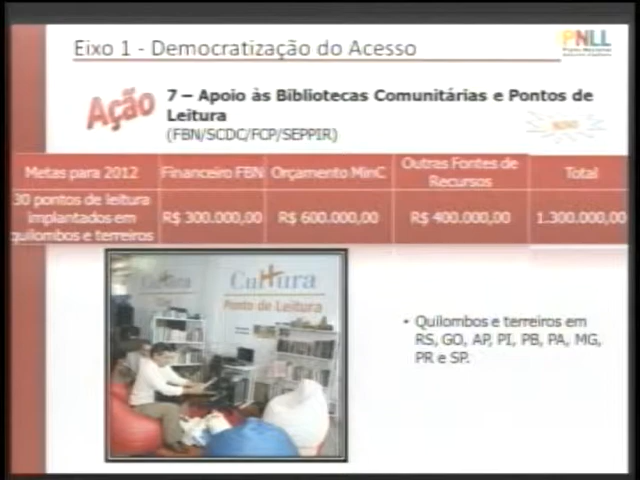 Eixo 1 - Democratização do Acesso
PNLL
Ação
7 – Apoio às Bibliotecas Comunitárias e Pontos de
Leitura
(FBN/SCDC/FCP/SEPPIR)
NOVO
Metas para 2012 Financeiro FBN Orçamento MinC Outras Fontes de Recursos Total
30 pontos de leitura
implantados em
quilombos e terreiros
R$ 300.000,00 R$ 600.000,00 R$ 400.000,00 1.300.000,00
Cultura
Cultura
Ponto de Leitura
• Quilombos e terreiros em
RS, GO, AP, PI, PB, PA, MG,
PR e SP.